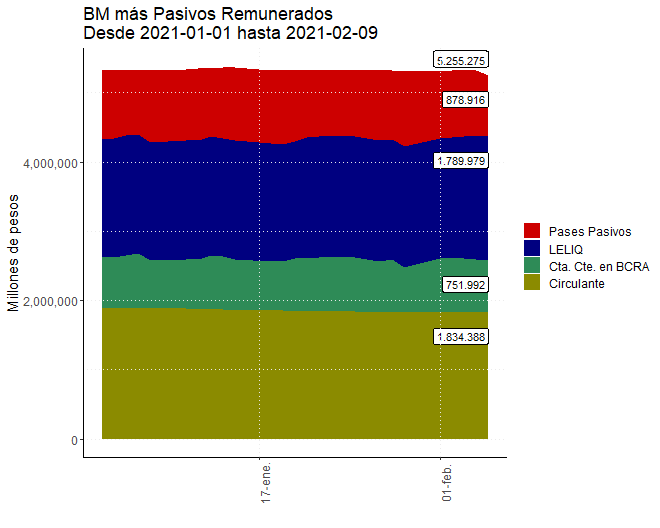 BM más Pasivos Remunerados
Desde 2021-01-01 hasta 2021-02-09
5.255.275
878.916
4,000,000
1.789.979
Millones de pesos
Pases Pasivos
LELIQ
Cta. Cte. en BCRA
Circulante
751.992
2,000,000
1.834.388
0
17-ene.
01-feb.